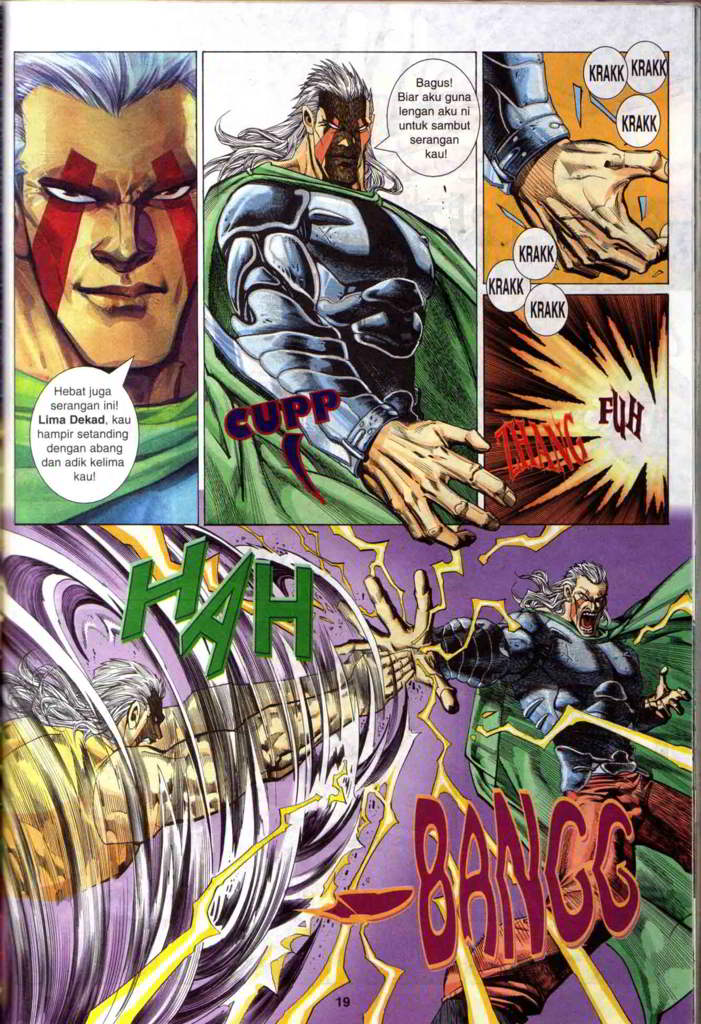 Hebat juga
serangan ini!
Lima Dekad, kau
hampir setanding
dengan abang
dan adik kelima
kau!
Bagus!
Biar aku guna
lengan aku ni
untuk sambut
serangan
kau!
CUPP
KRAKK
KRAKK
KRAKK
KRAKK
KRAKK
KRAKK
ZHANG
FUH
HAH
BANGG
19